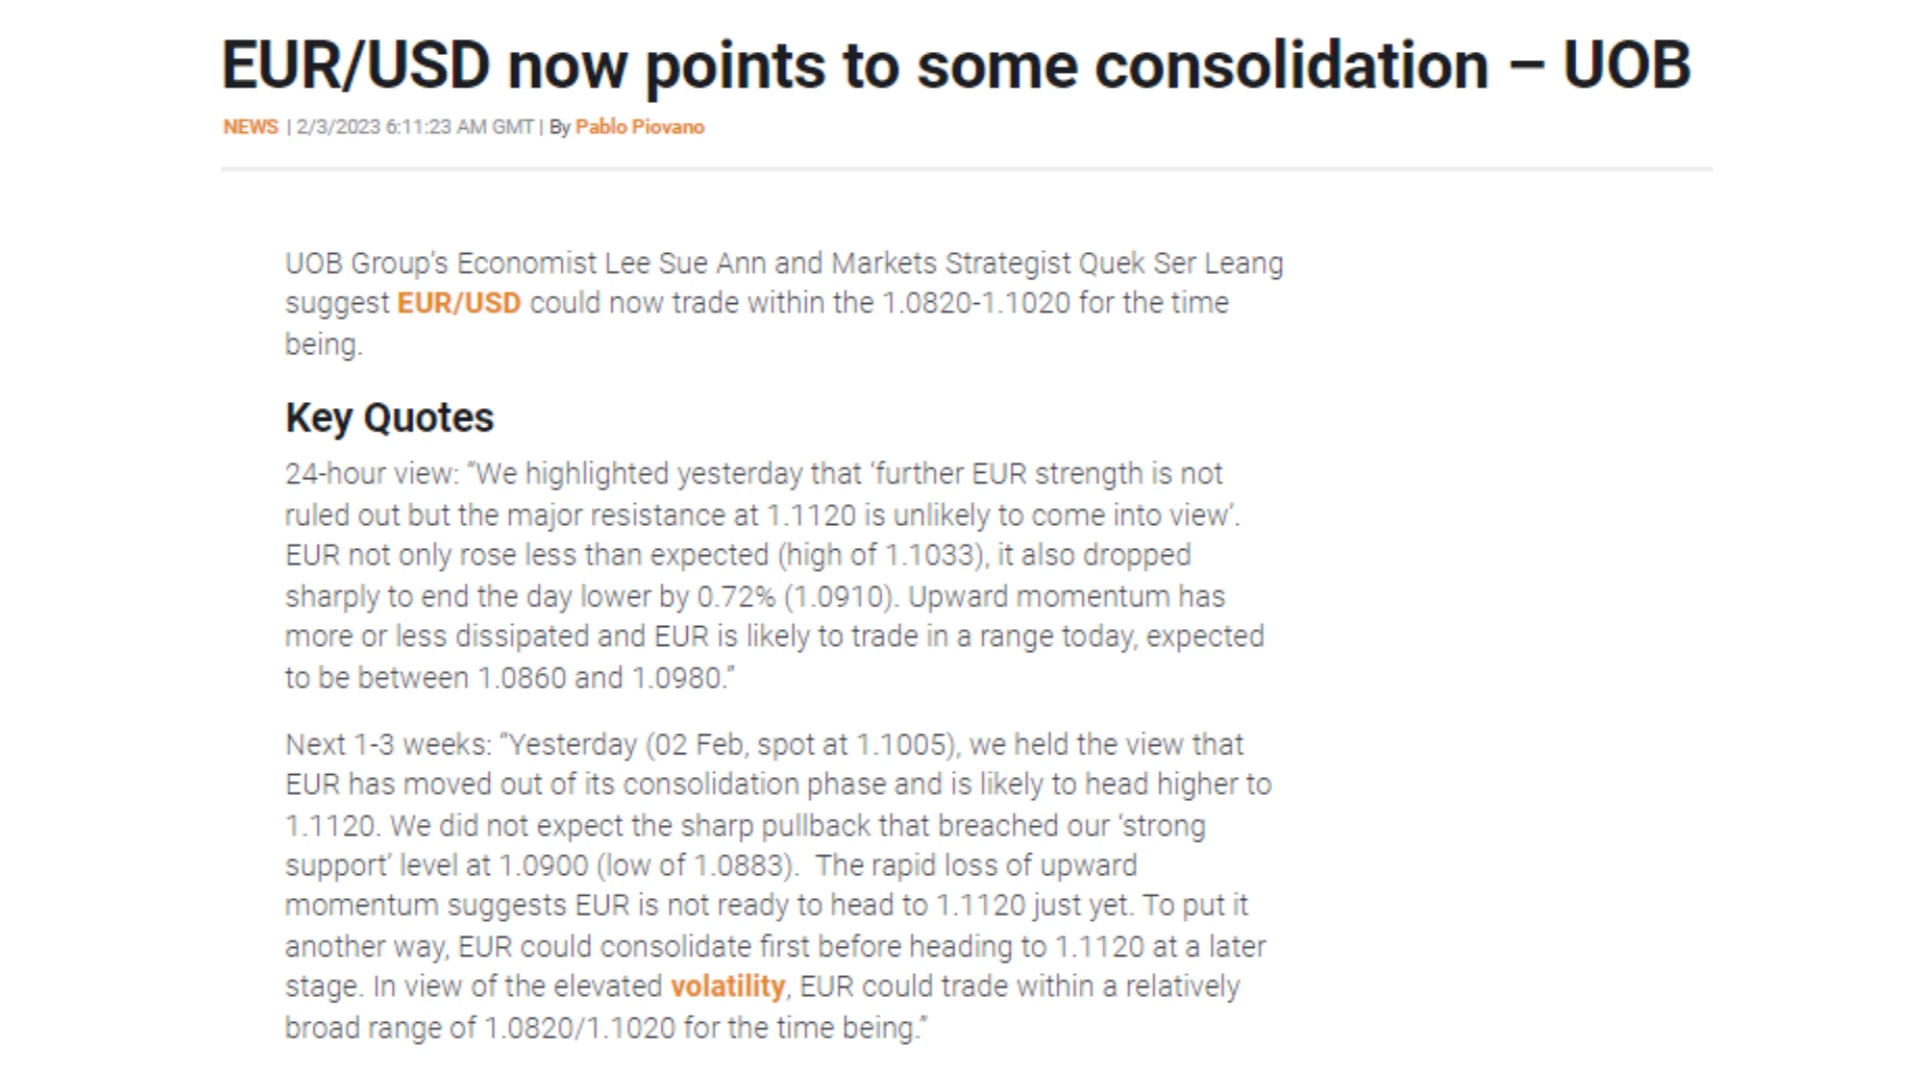 EUR/USD now points to some consolidation – UOB
NEWS | 2/3/2023 6:11:23 AM GMT | By Pablo Piovano
UOB Group’s Economist Lee Sue Ann and Markets Strategist Quek Ser Leang
suggest EUR/USD could now trade within the 1.0820-1.1020 for the time
being.
Key Quotes
24-hour view: “We highlighted yesterday that ‘further EUR strength is not
ruled out but the major resistance at 1.1120 is unlikely to come into view’.
EUR not only rose less than expected (high of 1.1033), it also dropped
sharply to end the day lower by 0.72% (1.0910). Upward momentum has
more or less dissipated and EUR is likely to trade in a range today, expected
to be between 1.0860 and 1.0980.”
Next 1-3 weeks: “Yesterday (02 Feb, spot at 1.1005), we held the view that
EUR has moved out of its consolidation phase and is likely to head higher to
1.1120. We did not expect the sharp pullback that breached our ‘strong
support’ level at 1.0900 (low of 1.0883).  The rapid loss of upward
momentum suggests EUR is not ready to head to 1.1120 just yet. To put it
another way, EUR could consolidate first before heading to 1.1120 at a later
stage. In view of the elevated volatility, EUR could trade within a relatively
broad range of 1.0820/1.1020 for the time being.”